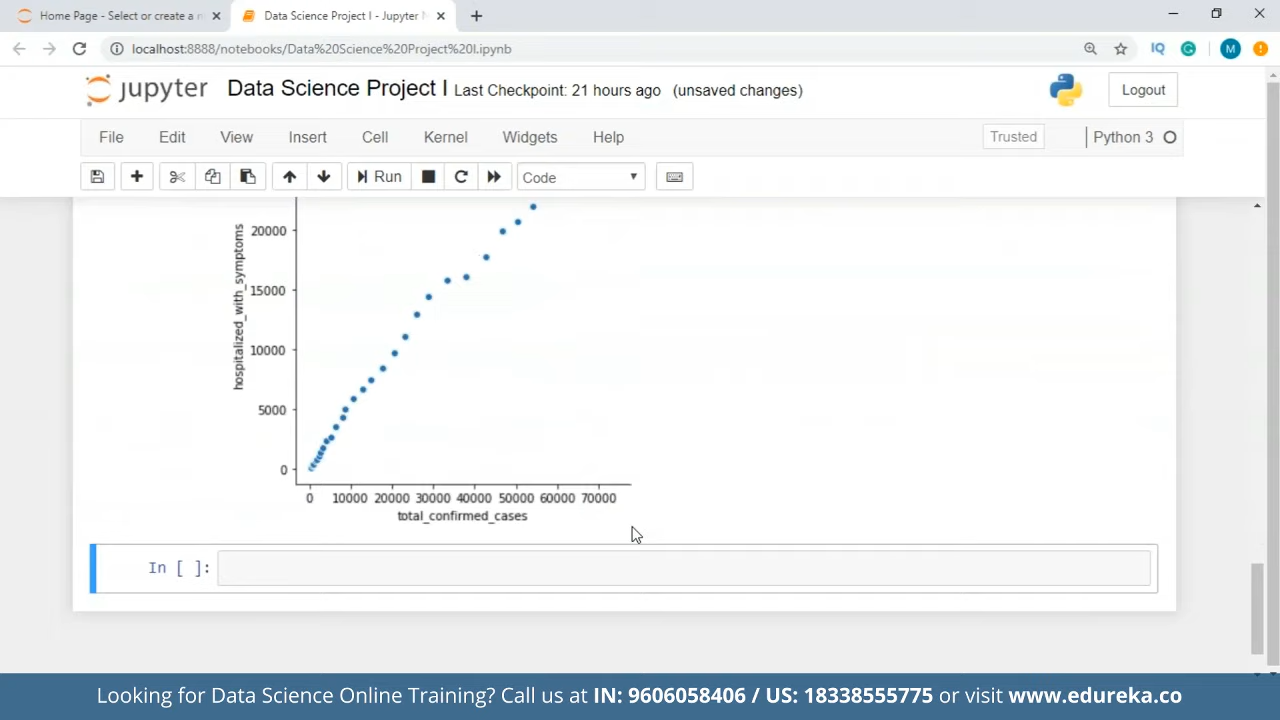 Home Page - Select or create a n
Data Science Project I - Jupyter N
localhost:8888/notebooks/Data%20Science%20Project%20I.ipynb
IQ
G
M
jupyter Data Science Project I Last Checkpoint: 21 hours ago (unsaved changes)
Logout
File Edit View Insert Cell Kernel Widgets Help
Trusted
Python 3
Run
Code
hospitalized_with_symptoms
20000
15000
10000
5000
0
0 10000 20000 30000 40000 50000 60000 70000
total_confirmed_cases
In [ ]:
Looking for Data Science Online Training? Call us at IN: 9606058406 / US: 18338555775 or visit www.edureka.co